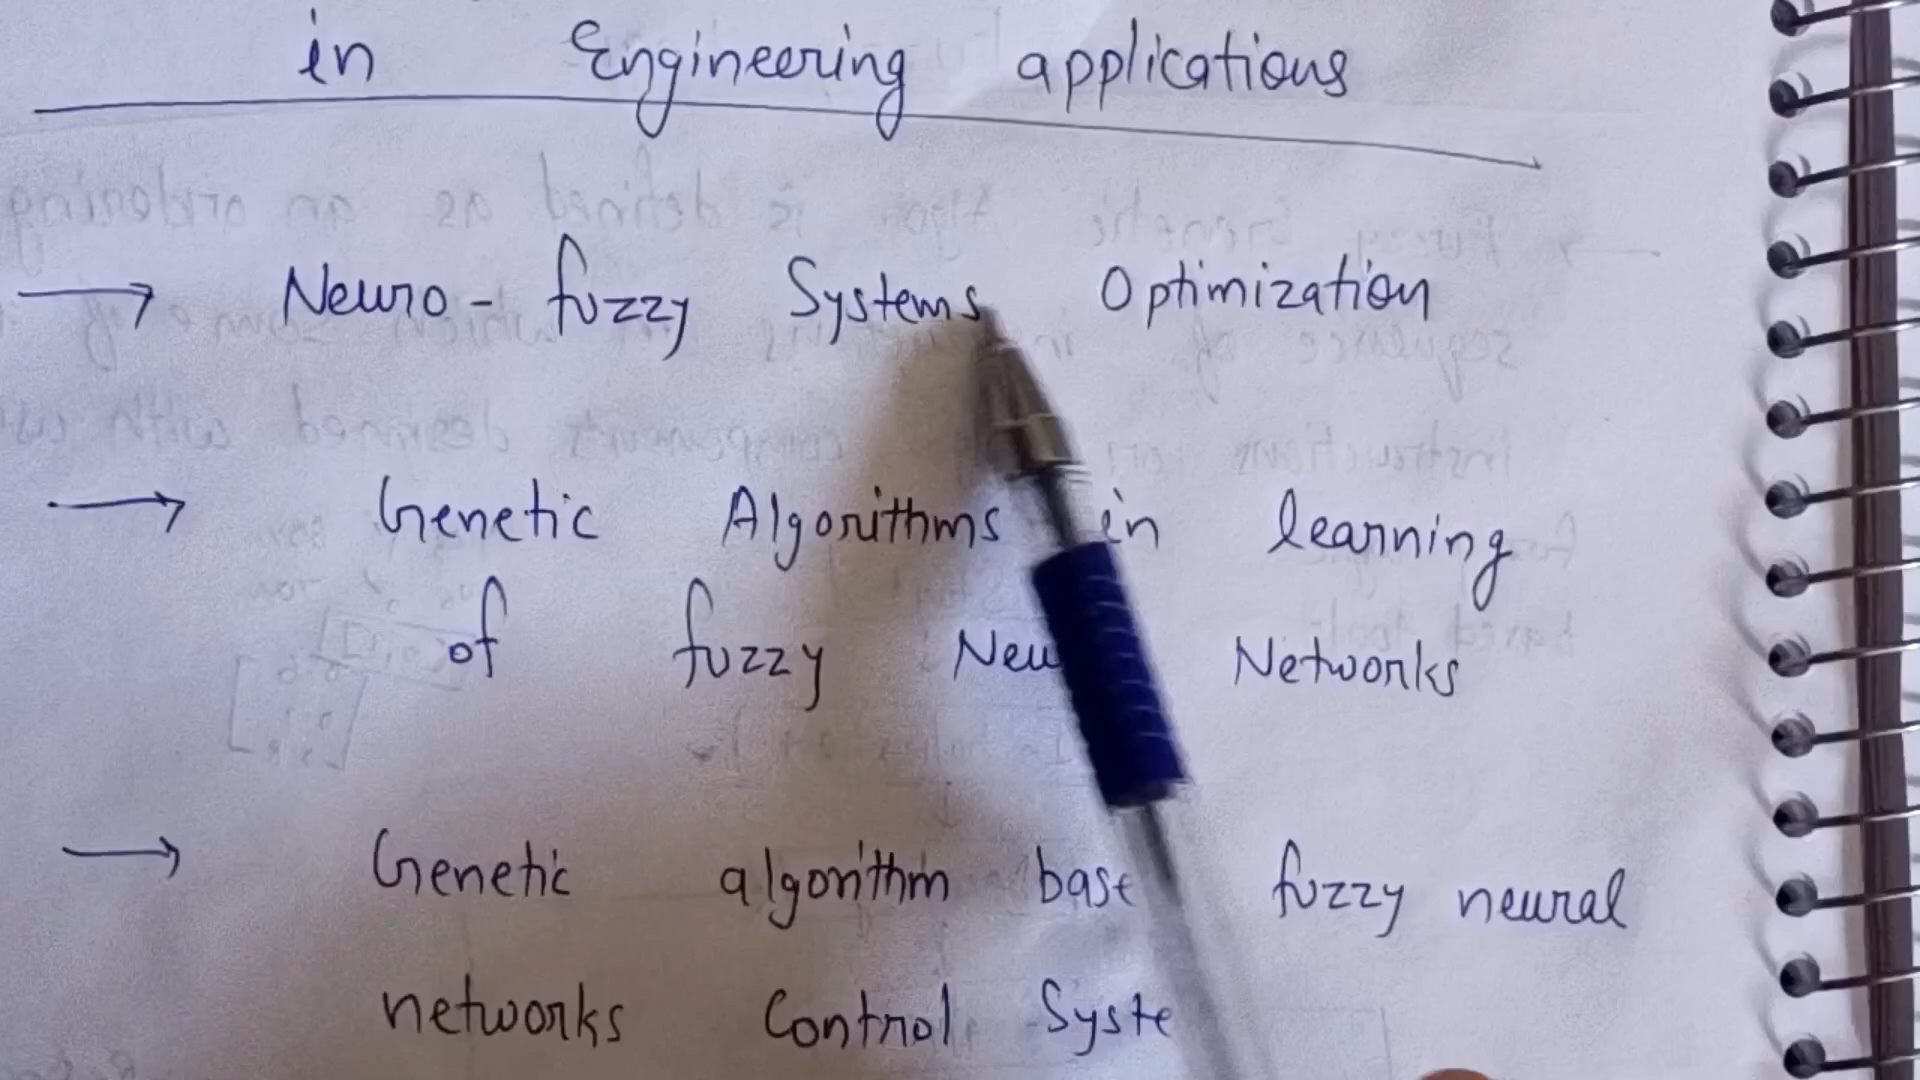 in Engineering applications
→ Neuro - fuzzy Systems Optimization
→ Genetic Algorithms in learning
of fuzzy Networks
→ Genetic algorithm fuzzy neural
networks Control